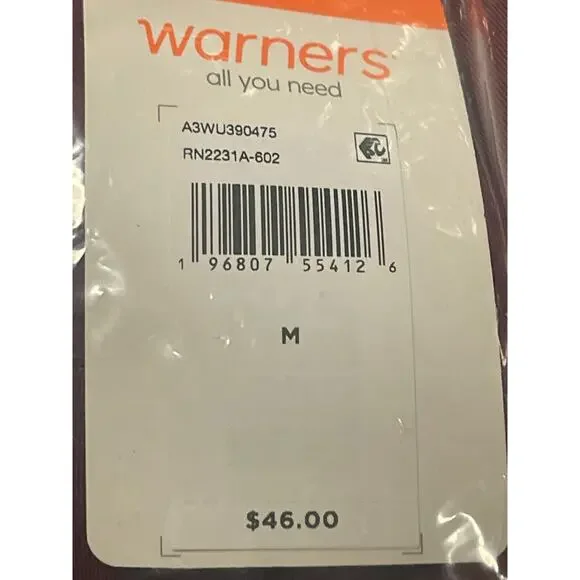 warners
all you need
A3WU390475
RN2231A-602
1 96807 55412 6
M
$46.00